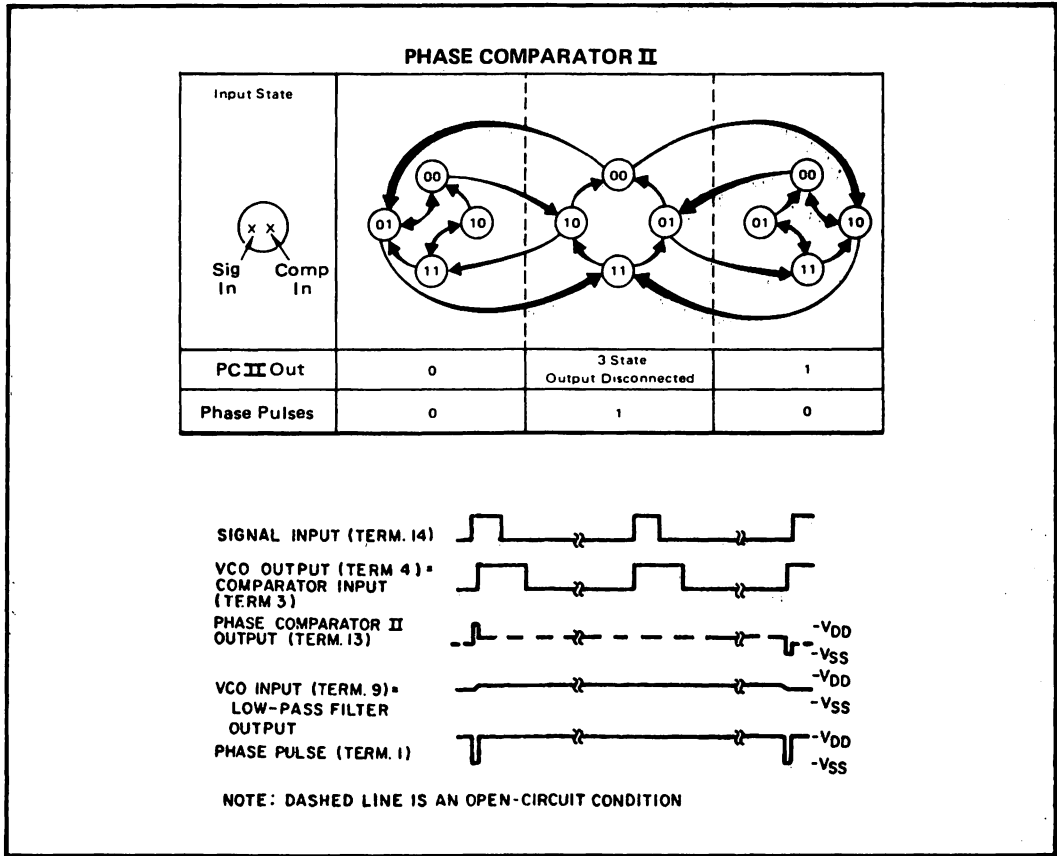 PHASE COMPARATOR II
Input State
x x
Sig In
Comp In
00
01
10
11
00
10
01
11
00
01
10
11
PC II Out
0
3 State
Output Disconnected
1
Phase Pulses
0
1
0
SIGNAL INPUT (TERM. 14)
VCO OUTPUT (TERM 4) =
COMPARATOR INPUT
(TERM 3)
PHASE COMPARATOR II
OUTPUT (TERM. 13)
-VDD
-VSS
VCO INPUT (TERM. 9) =
LOW-PASS FILTER
OUTPUT
-VDD
-VSS
PHASE PULSE (TERM. 1)
-VDD
-VSS
NOTE: DASHED LINE IS AN OPEN-CIRCUIT CONDITION